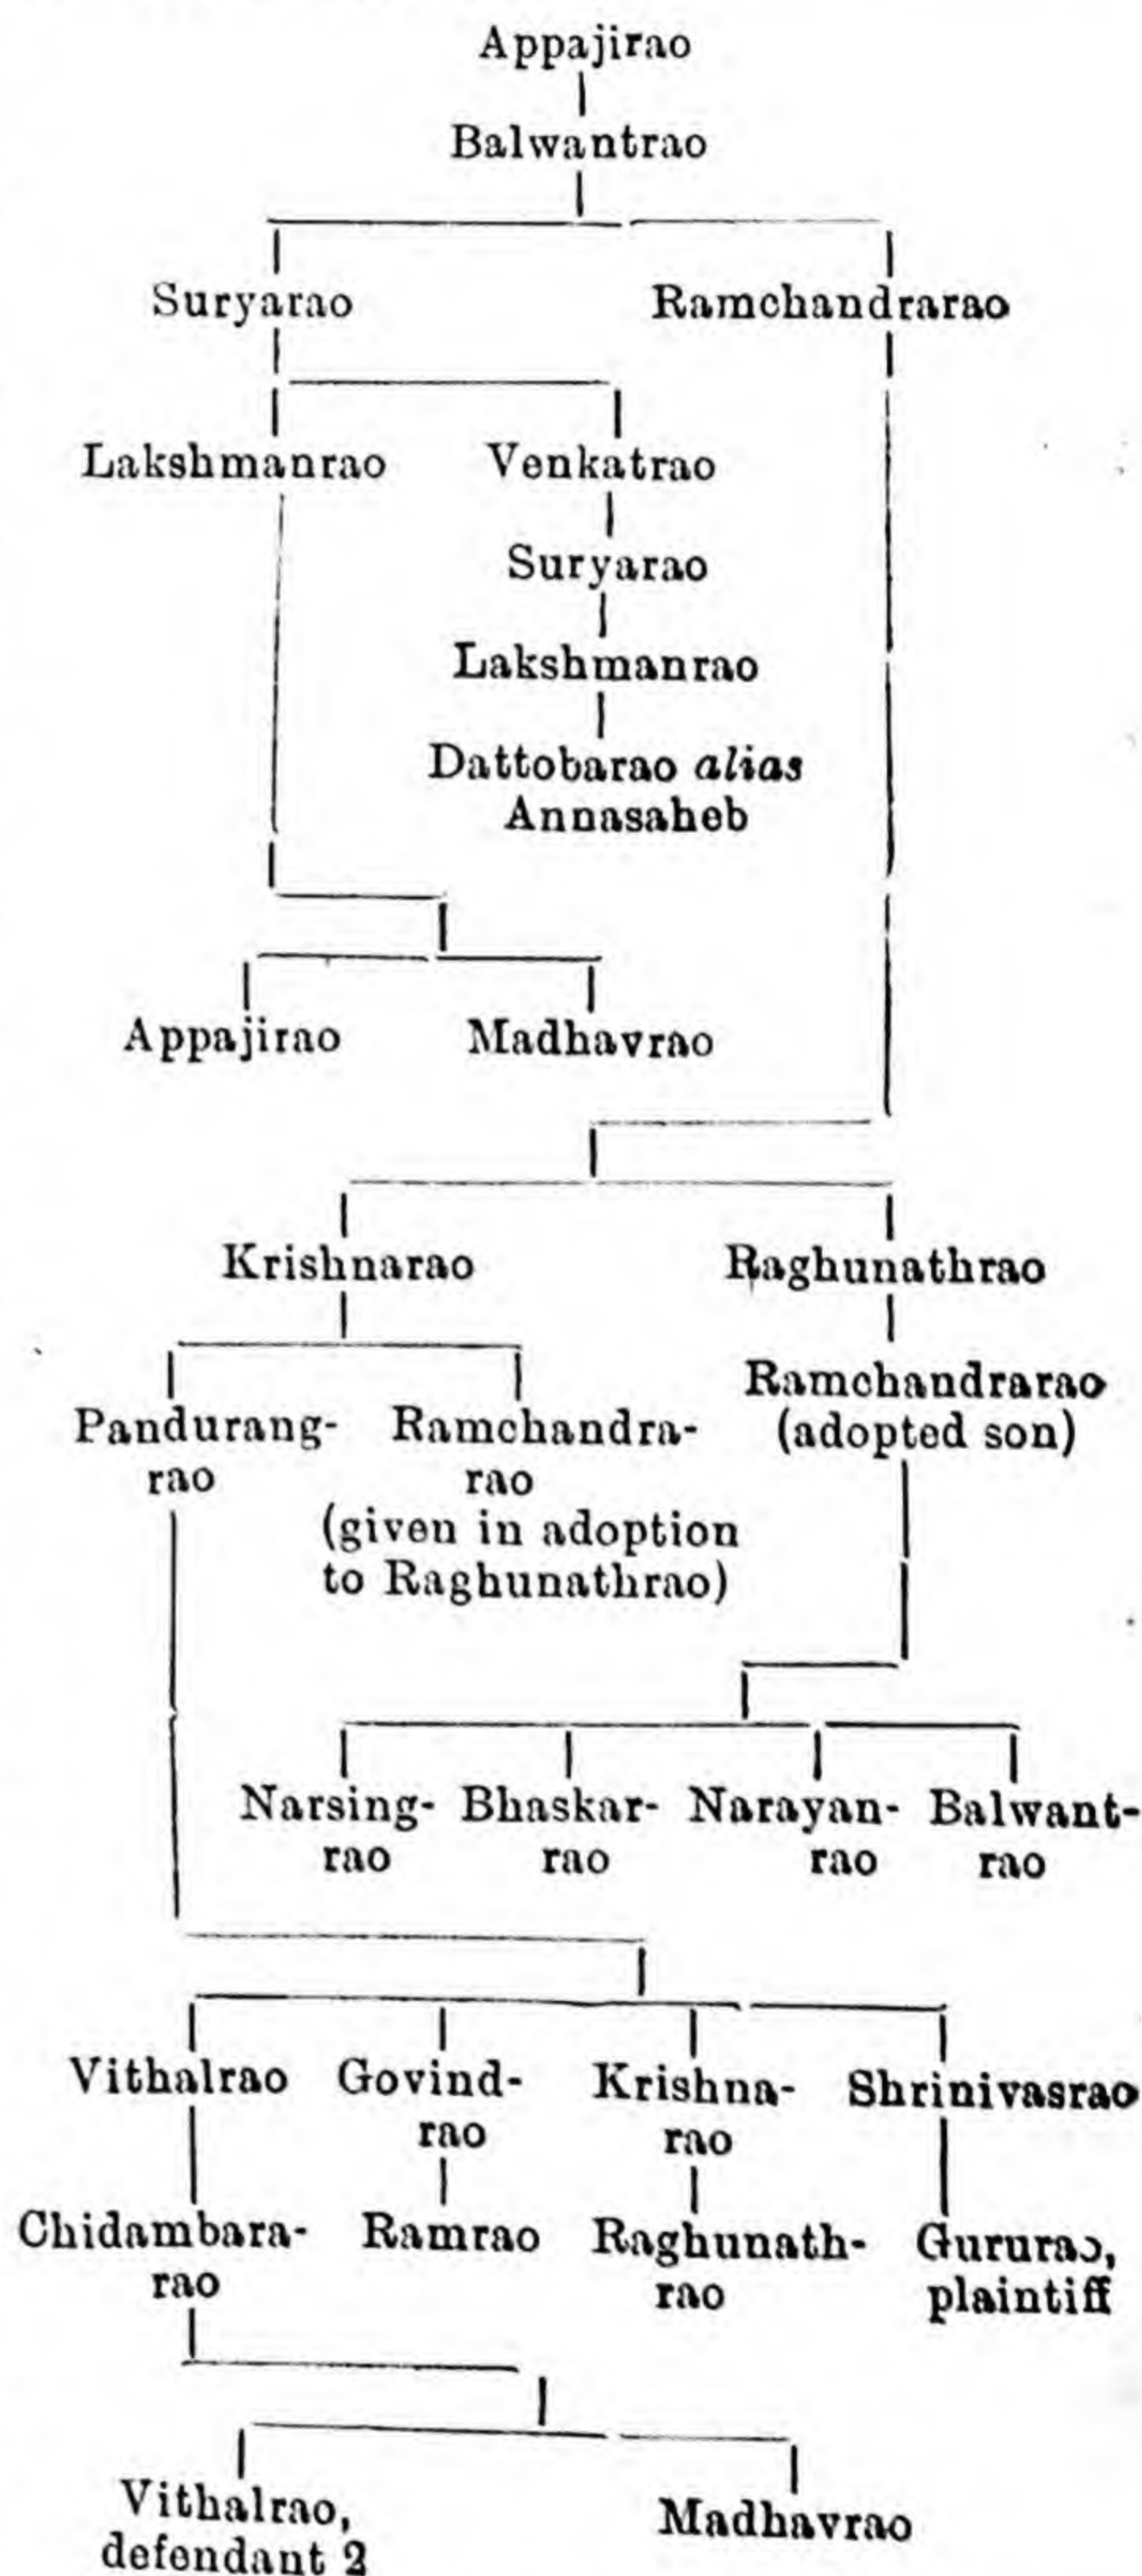 Appajirao
Balwantrao
Suryarao Ramchandrarao
Lakshmanrao Venkatrao
Suryarao
Lakshmanrao
Dattobarao alias
Annasaheb
Appajirao Madhavrao
Krishnarao Raghunathrao
Ramchandrarao
(adopted son)
Pandurang- Ramchandra-
rao rao
(given in adoption
to Raghunathrao)
Narsing- Bhaskar- Narayan- Balwant-
rao rao rao rao
Vithalrao Govind- Krishna- Shrinivasrao
rao rao
Chidambara- Ramrao Raghunath- Gururao,
rao rao plaintiff
Vithalrao, Madhavrao
defendant 2